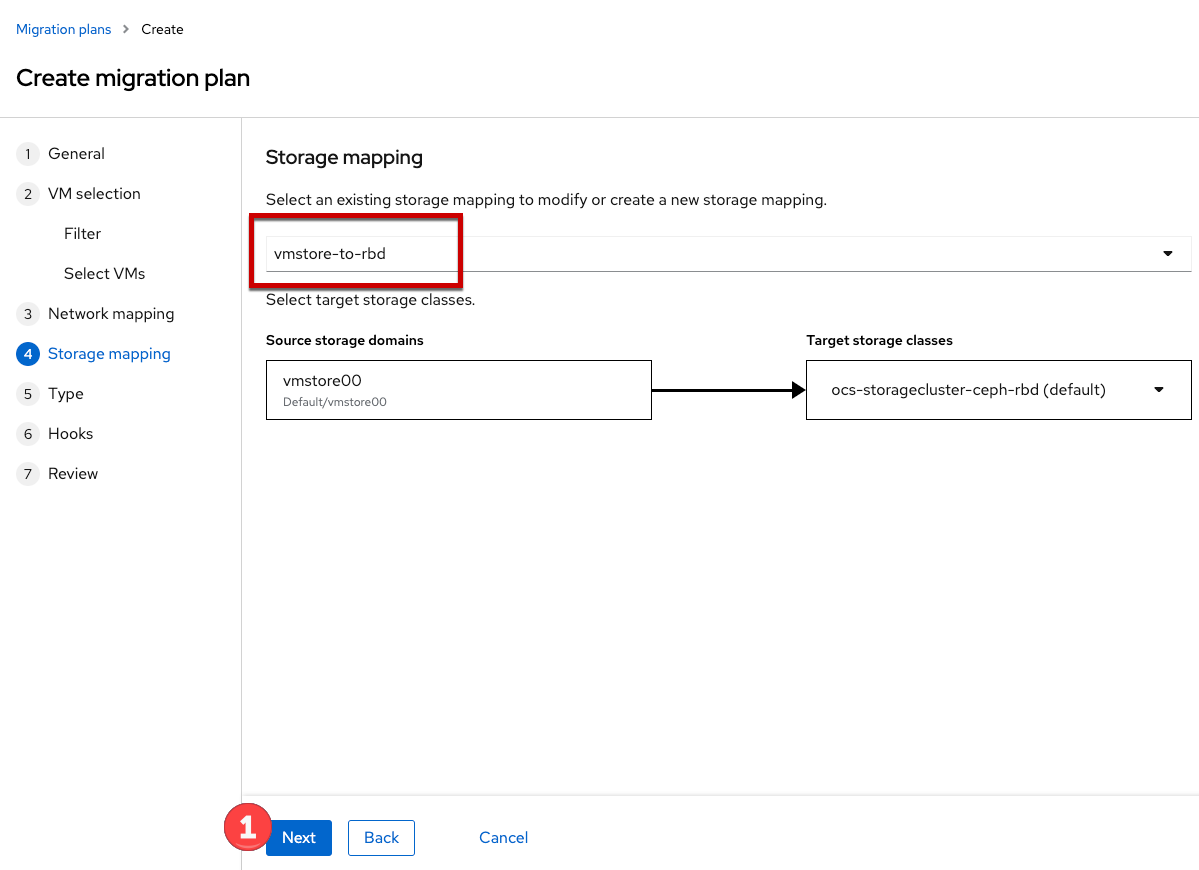 Migration plans > Create
Create migration plan
1 General
2 VM selection
Filter
Select VMs
3 Network mapping
4 Storage mapping
5 Type
6 Hooks
7 Review
Storage mapping
Select an existing storage mapping to modify or create a new storage mapping.
vmstore-to-rbd
Select target storage classes.
Source storage domains
Target storage classes
vmstore00
Default/vmstore00
ocs-storagecluster-ceph-rbd (default)
1 Next Back Cancel